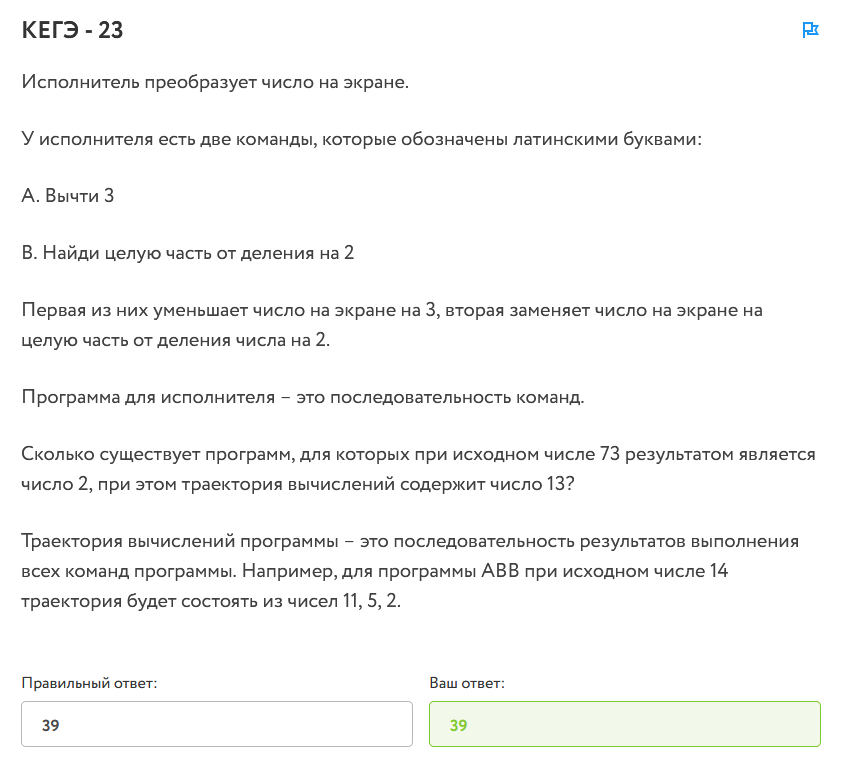 КЕГЭ - 23
Исполнитель преобразует число на экране.
У исполнителя есть две команды, которые обозначены латинскими буквами:
А. Вычти 3
В. Найди целую часть от деления на 2
Первая из них уменьшает число на экране на 3, вторая заменяет число на экране на
целую часть от деления числа на 2.
Программа для исполнителя – это последовательность команд.
Сколько существует программ, для которых при исходном числе 73 результатом является
число 2, при этом траектория вычислений содержит число 13?
Траектория вычислений программы – это последовательность результатов выполнения
всех команд программы. Например, для программы АВВ при исходном числе 14
траектория будет состоять из чисел 11, 5, 2.
Правильный ответ: Ваш ответ:
39 39